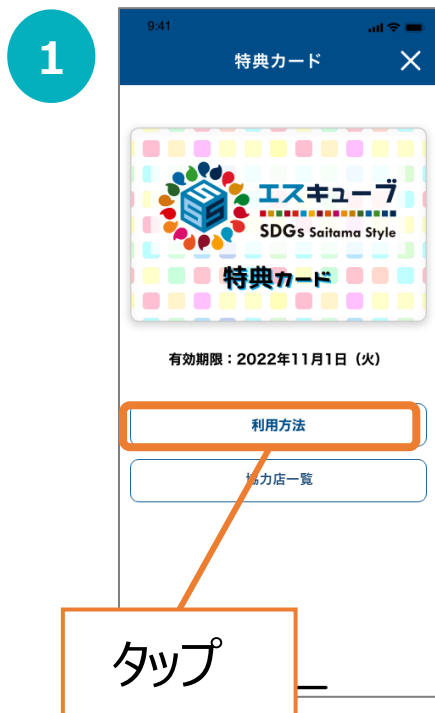 1
9:41
特典カード
エスキューブ
SDGs Saitama Style
特典カード
有効期限：2022年11月1日（火）
利用方法
協力店一覧
タップ